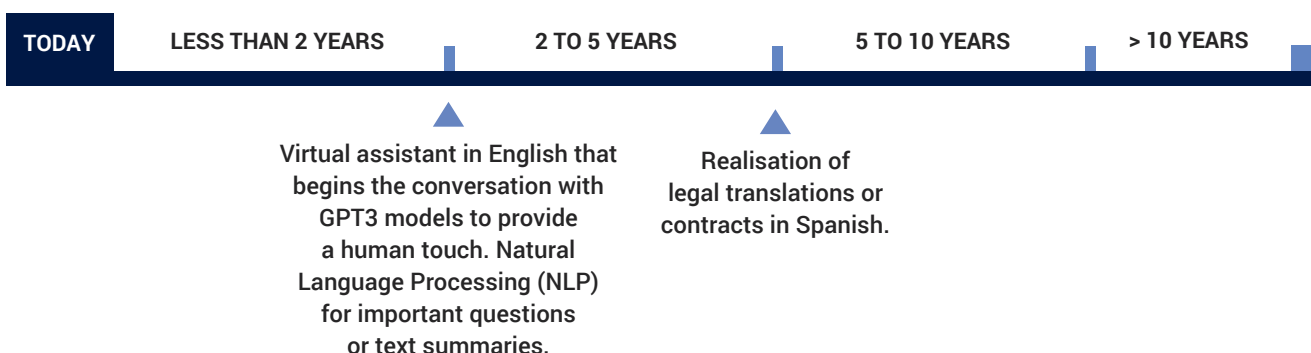 TODAY
LESS THAN 2 YEARS
2 TO 5 YEARS
5 TO 10 YEARS
> 10 YEARS
Virtual assistant in English that
begins the conversation with
GPT3 models to provide
a human touch. Natural
Language Processing (NLP)
for important questions
or text summaries.
Realisation of
legal translations or
contracts in Spanish.